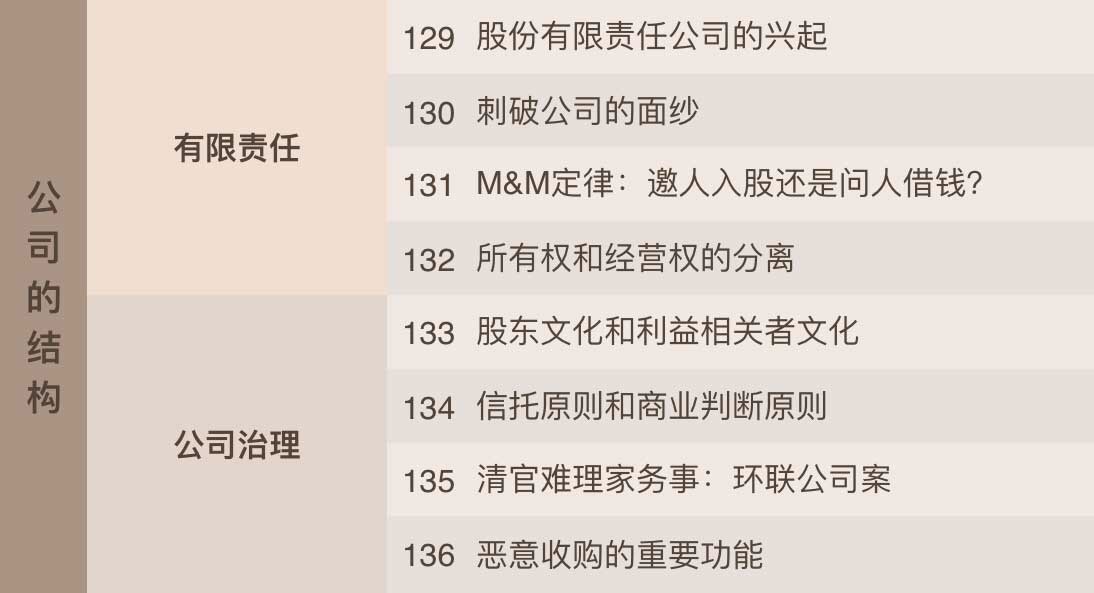 公司的结构
有限责任
129 股份有限责任公司的兴起
130 刺破公司的面纱
131 M&M定律：邀人入股还是问人借钱？
132 所有权和经营权的分离
公司治理
133 股东文化和利益相关者文化
134 信托原则和商业判断原则
135 清官难理家务事：环联公司案
136 恶意收购的重要功能